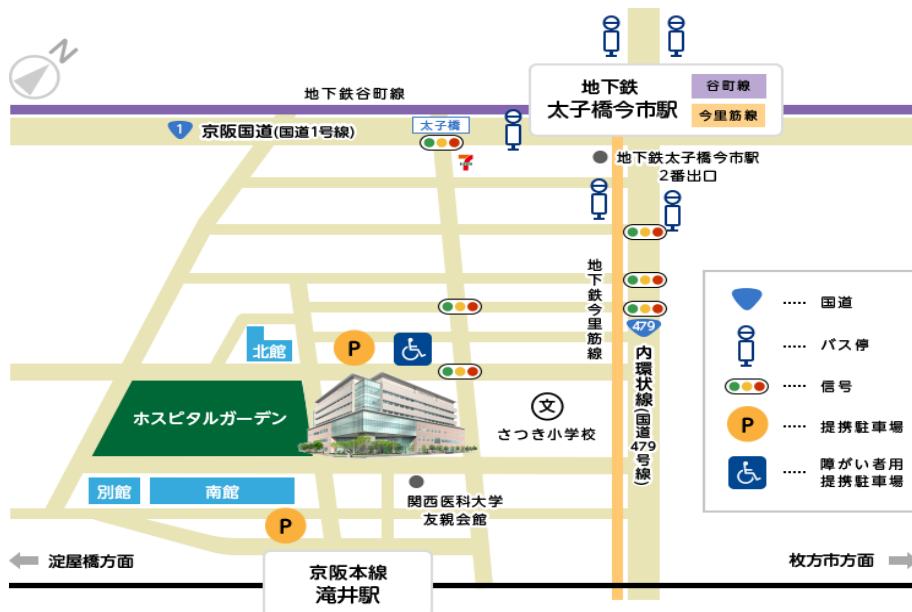 N
地下鉄谷町線
地下鉄
太子橋今市駅
谷町線
今里筋線
1
京阪国道(国道1号線)
太子橋
7
地下鉄太子橋今市駅
2番出口
地下鉄今里筋線
479
内環状線(国道479号線)
北館
P
ホスピタルガーデン
文
さつき小学校
別館
南館
P
関西医科大学
友親会館
淀屋橋方面
京阪本線
滝井駅
枚方市方面
..... 国道
..... バス停
..... 信号
P ..... 提携駐車場
..... 障がい者用
提携駐車場